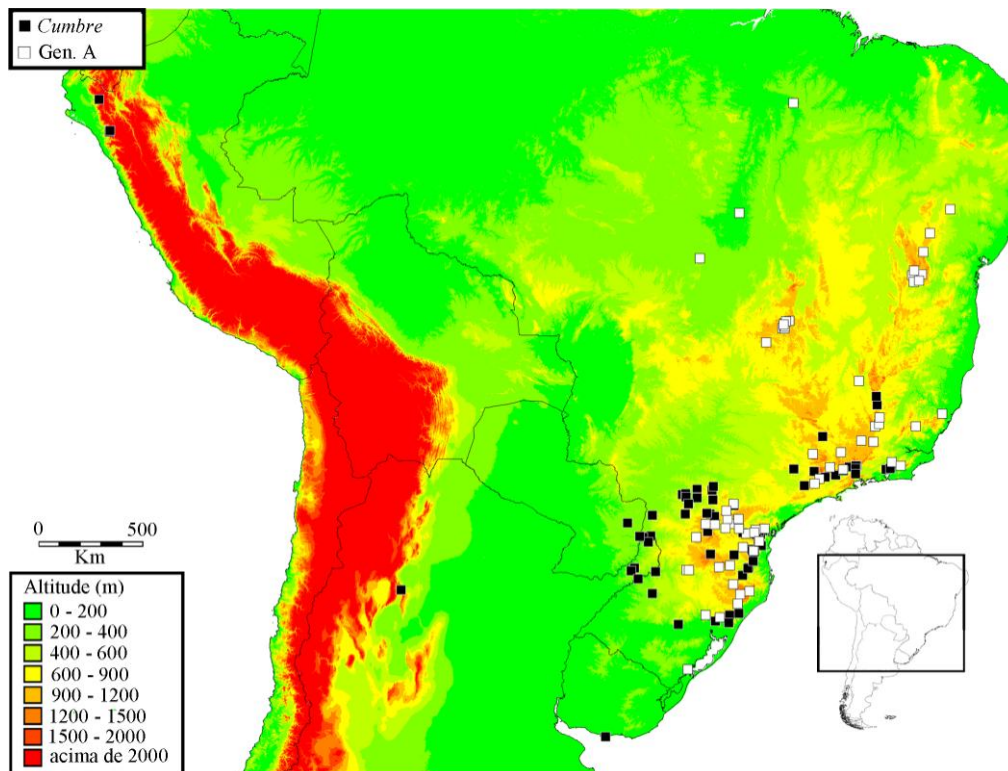 Cumbre
Gen. A
0 500
Km
Altitude (m)
0 - 200
200 - 400
400 - 600
600 - 900
900 - 1200
1200 - 1500
1500 - 2000
acima de 2000